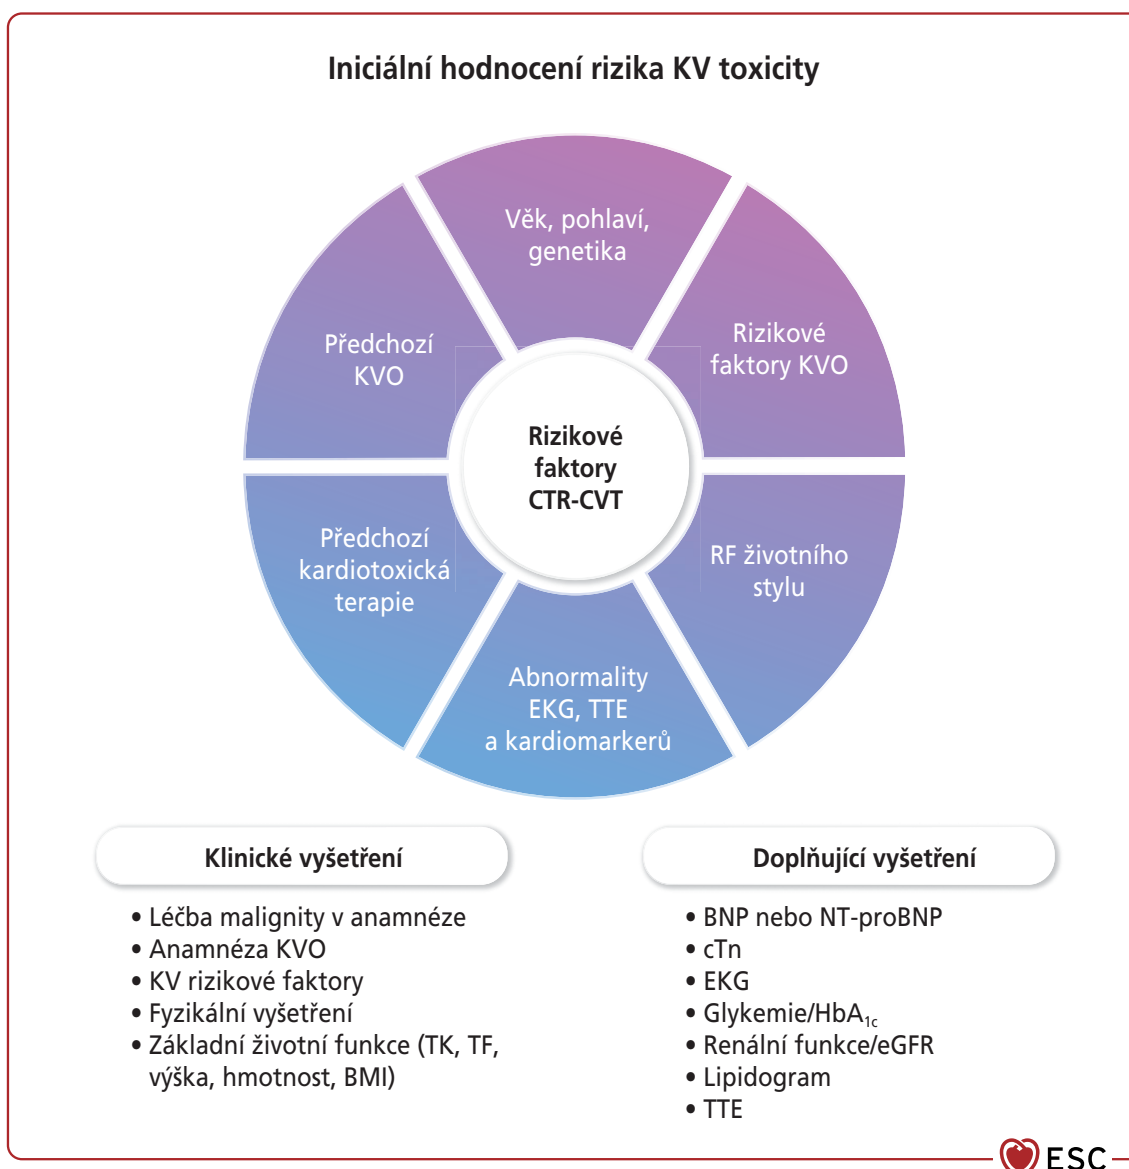 Iniciální hodnocení rizika KV toxicity
Věk, pohlaví,
genetika
Rizikové
faktory KVO
RF životního
stylu
Abnormality
EKG, TTE
a kardiomarkerů
Předchozí
kardiotoxická
terapie
Předchozí
KVO
Rizikové
faktory
CTR-CVT
Klinické vyšetření
• Léčba malignity v anamnéze
• Anamnéza KVO
• KV rizikové faktory
• Fyzikální vyšetření
• Základní životní funkce (TK, TF,
výška, hmotnost, BMI)
Doplňující vyšetření
• BNP nebo NT-proBNP
• cTn
• EKG
• Glykemie/HbA1c
• Renální funkce/eGFR
• Lipidogram
• TTE
ESC